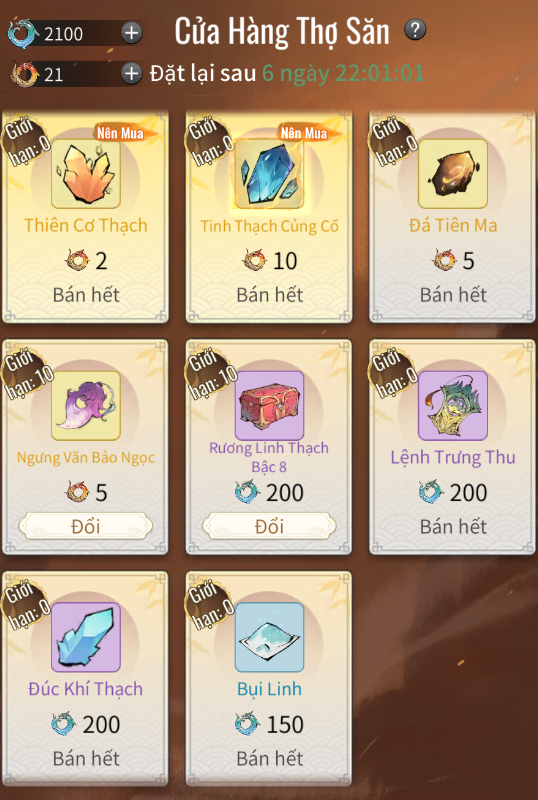 2100
Cửa Hàng Thợ Săn
?
21
Đặt lại sau 6 ngày 22:01:01
Giới hạn: 0
Nên Mua
Thiên Cơ Thạch
2
Bán hết
Giới hạn: 0
Nên Mua
Tinh Thạch Củng Cố
10
Bán hết
Giới hạn: 0
Đá Tiên Ma
5
Bán hết
Giới hạn: 10
Ngưng Văn Bảo Ngọc
5
Đổi
Giới hạn: 10
Rương Linh Thạch
Bậc 8
200
Đổi
Giới hạn: 0
Lệnh Trưng Thu
200
Bán hết
Giới hạn: 0
Đúc Khí Thạch
200
Bán hết
Giới hạn: 0
Bụi Linh
150
Bán hết